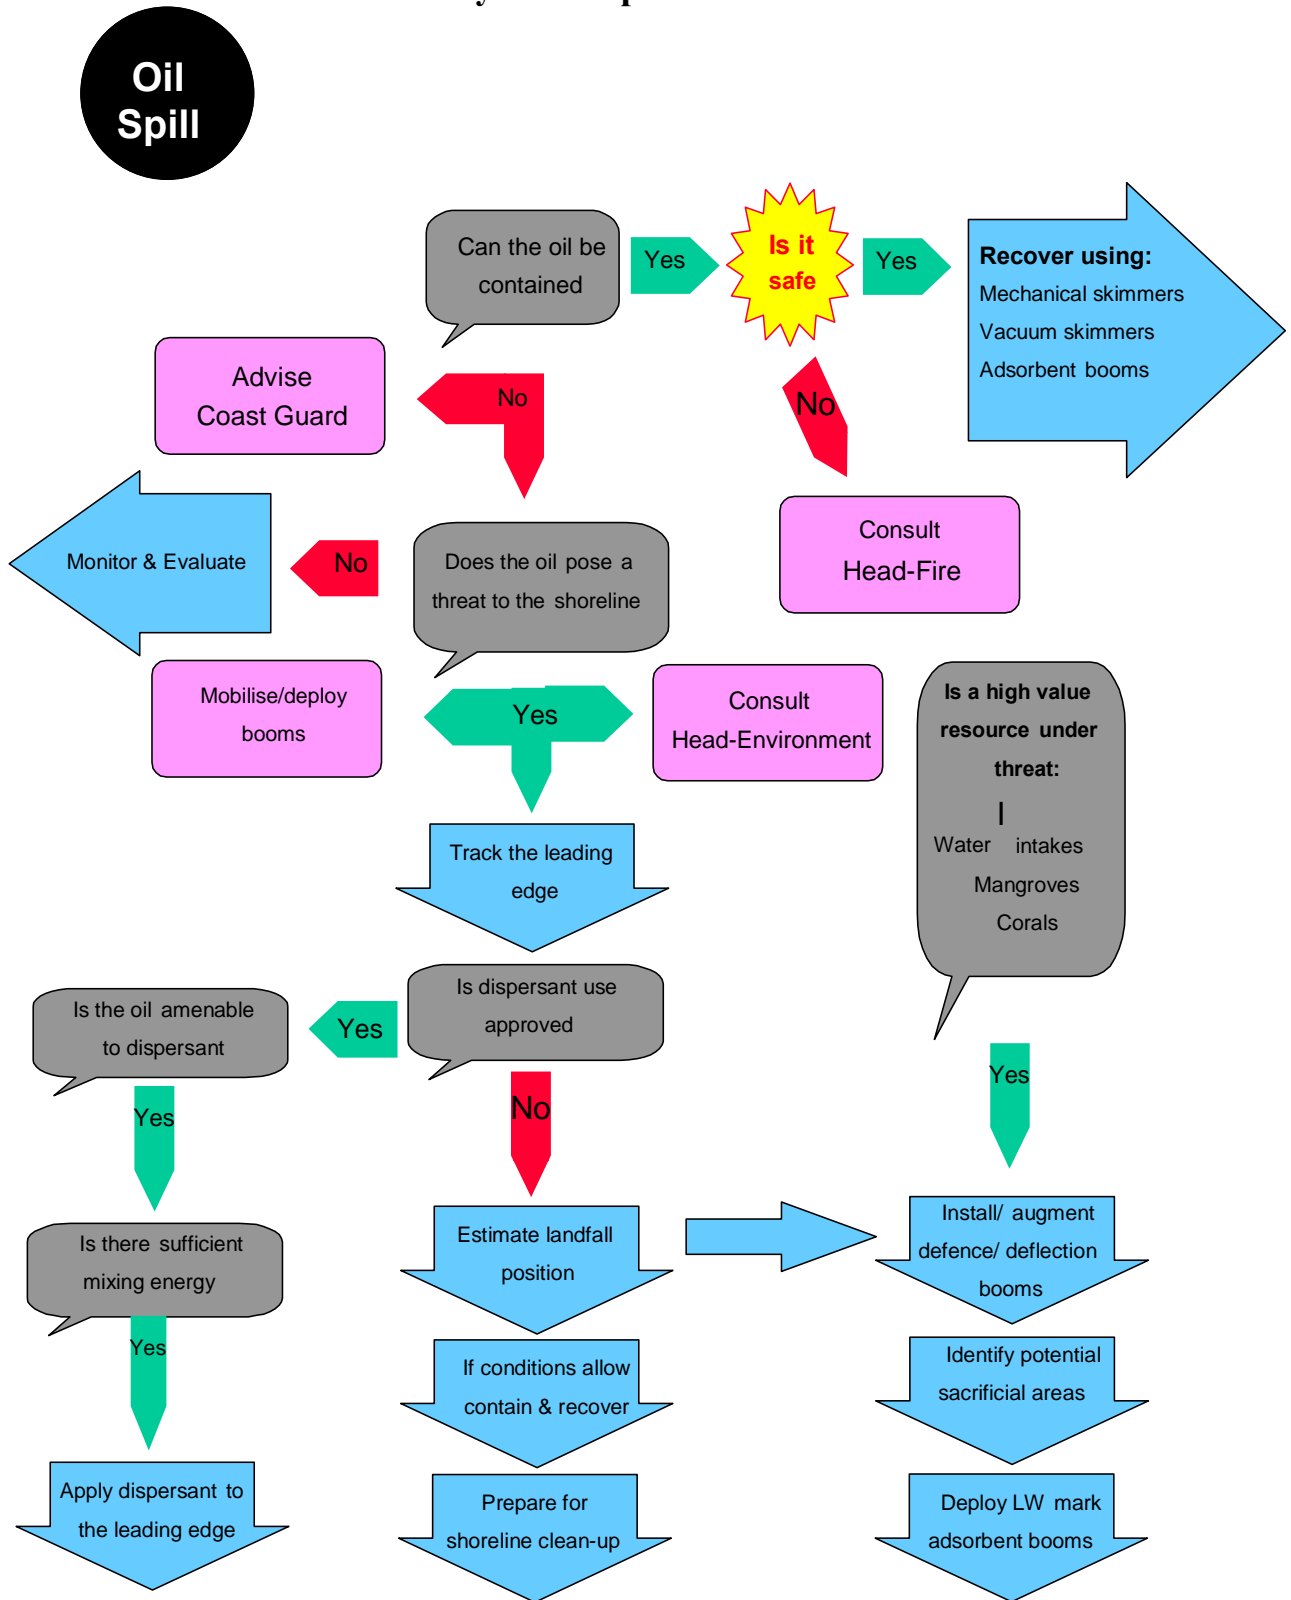 Oil
Spill
Can the oil be
contained
Yes
Is it
safe
Yes
Recover using:
Mechanical skimmers
Vacuum skimmers
Adsorbent booms
Advise
Coast Guard
No
No
Monitor & Evaluate
No
Does the oil pose a
threat to the shoreline
Consult
Head-Fire
Mobilise/deploy
booms
Yes
Consult
Head-Environment
Is a high value
resource under
threat:
Water intakes
Mangroves
Corals
Track the leading
edge
Is the oil amenable
to dispersant
Yes
Is dispersant use
approved
Yes
No
Yes
Is there sufficient
mixing energy
Estimate landfall
position
Install/ augment
defence/ deflection
booms
Yes
If conditions allow
contain & recover
Identify potential
sacrificial areas
Apply dispersant to
the leading edge
Prepare for
shoreline clean-up
Deploy LW mark
adsorbent booms